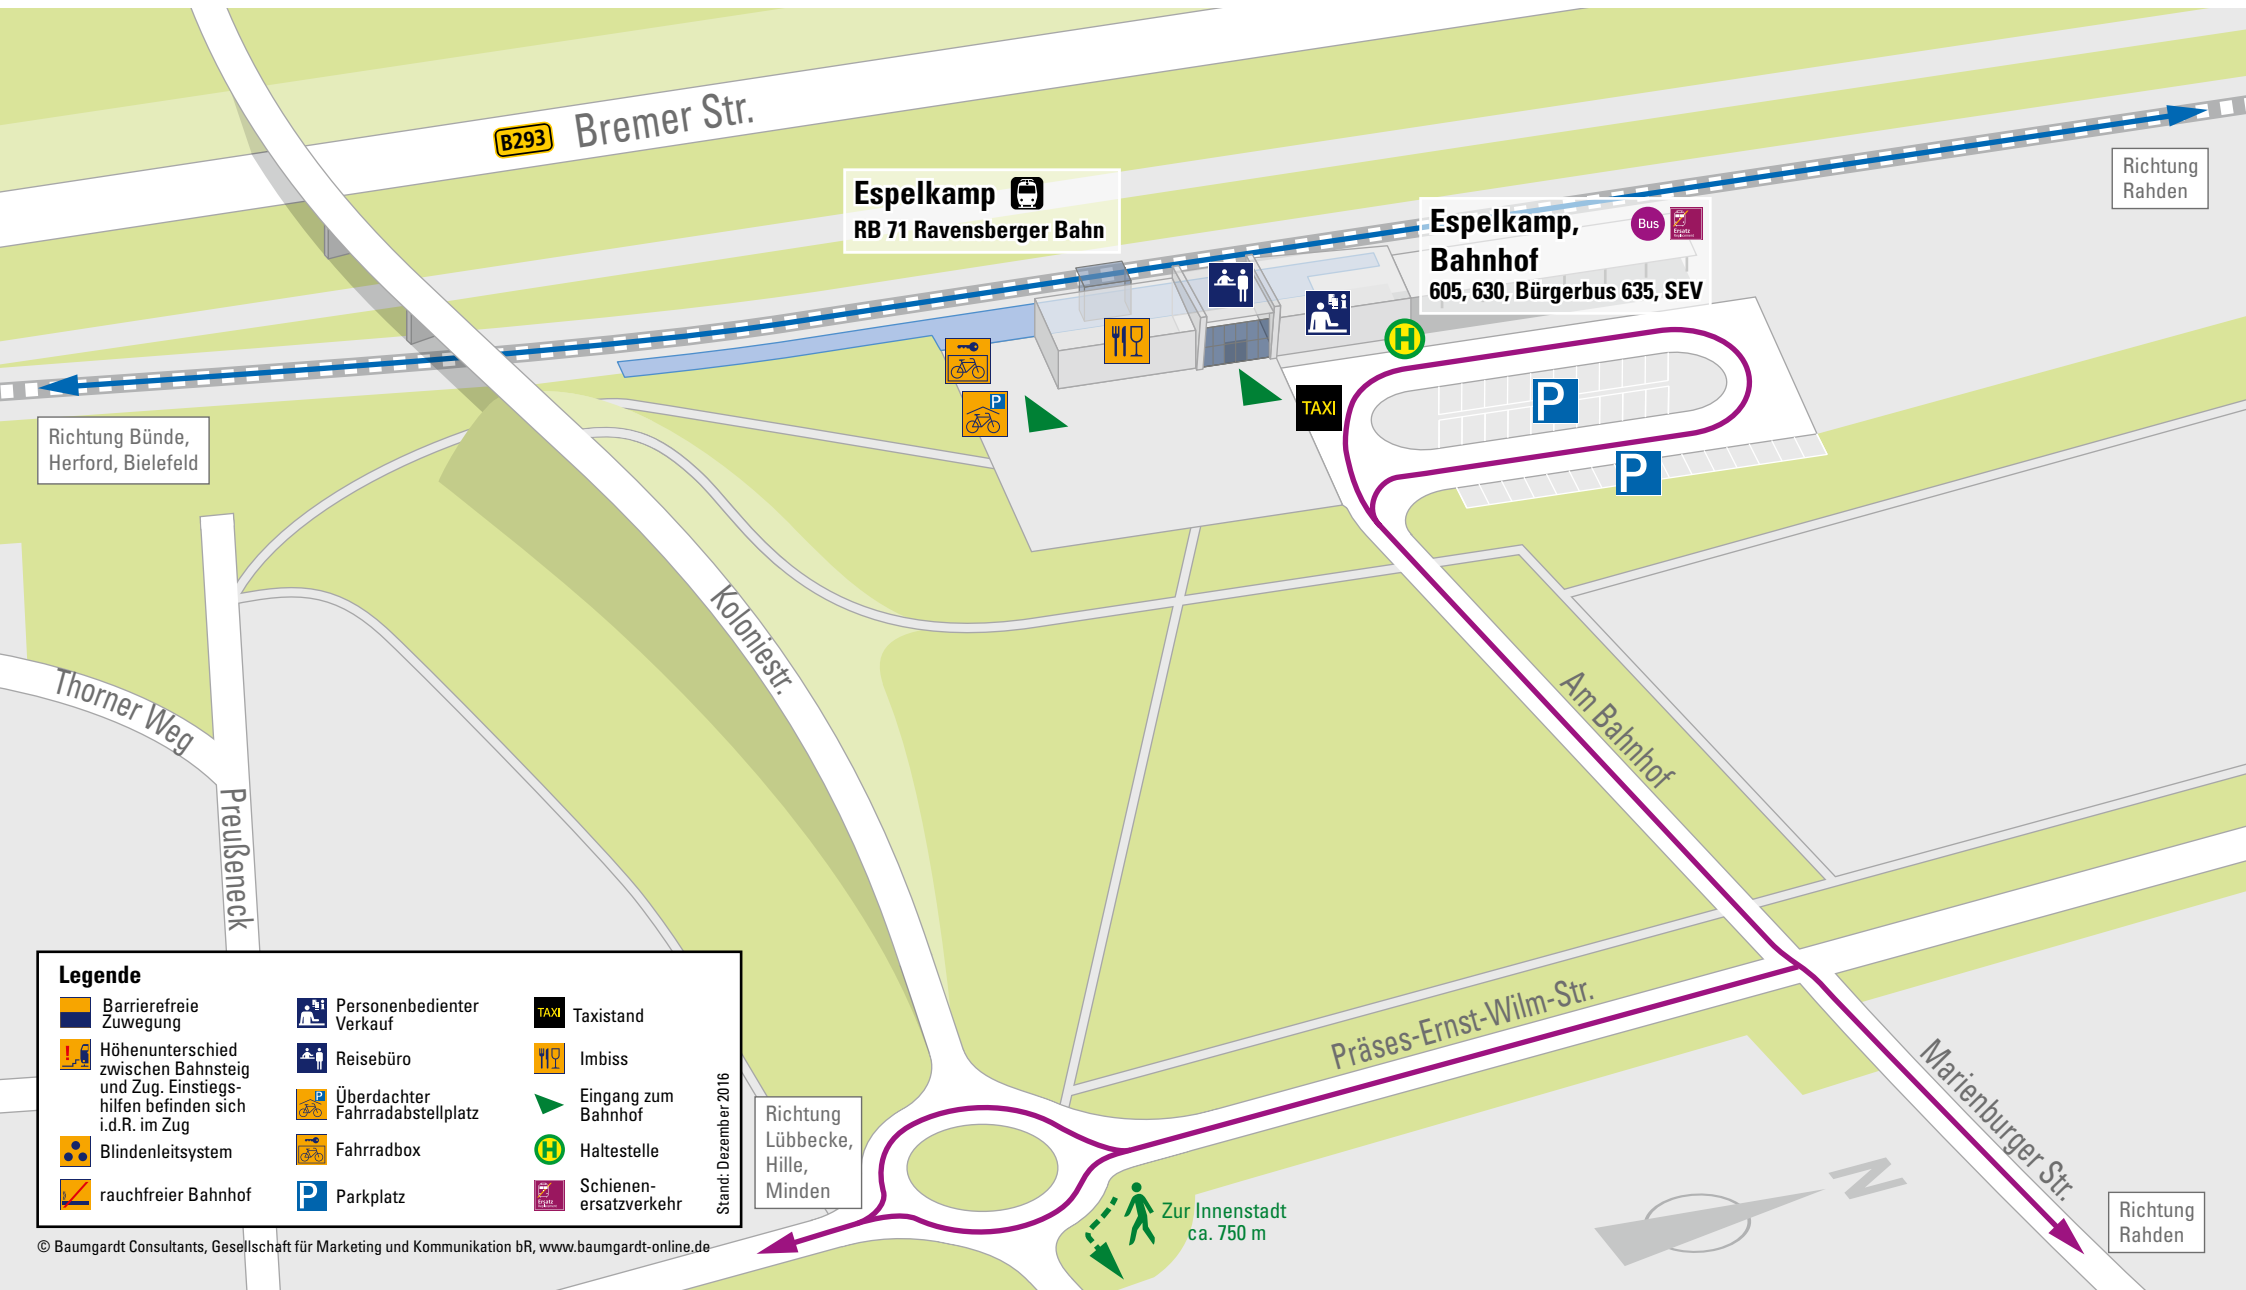 B293 Bremer Str.
Espelkamp
RB 71 Ravensberger Bahn
Espelkamp,
Bahnhof
605, 630, Bürgerbus 635, SEV
Bus
Ersatz
Richtung
Rahden
H
TAXI
P
P
P
Richtung Bünde,
Herford, Bielefeld
Koloniestr.
Thorner Weg
Preußeneck
Am Bahnhof
Präses-Ernst-Wilm-Str.
Marienburger Str.
N
Richtung
Rahden
Richtung
Lübbecke,
Hille,
Minden
Zur Innenstadt
ca. 750 m
Legende
Barrierefreie
Zuwegung
Höhenunterschied
zwischen Bahnsteig
und Zug. Einstiegs-
hilfen befinden sich
i.d.R. im Zug
Blindenleitsystem
rauchfreier Bahnhof
Personenbedienter
Verkauf
Reisebüro
P
Überdachter
Fahrradabstellplatz
Fahrradbox
P
Parkplatz
TAXI
Taxistand
Imbiss
Eingang zum
Bahnhof
H
Haltestelle
Ersatz
Schienen-
ersatzverkehr
Stand: Dezember 2016
© Baumgardt Consultants, Gesellschaft für Marketing und Kommunikation bR, www.baumgardt-online.de